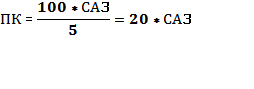 ПК = 100 * САЗ / 5 = 20 * САЗ